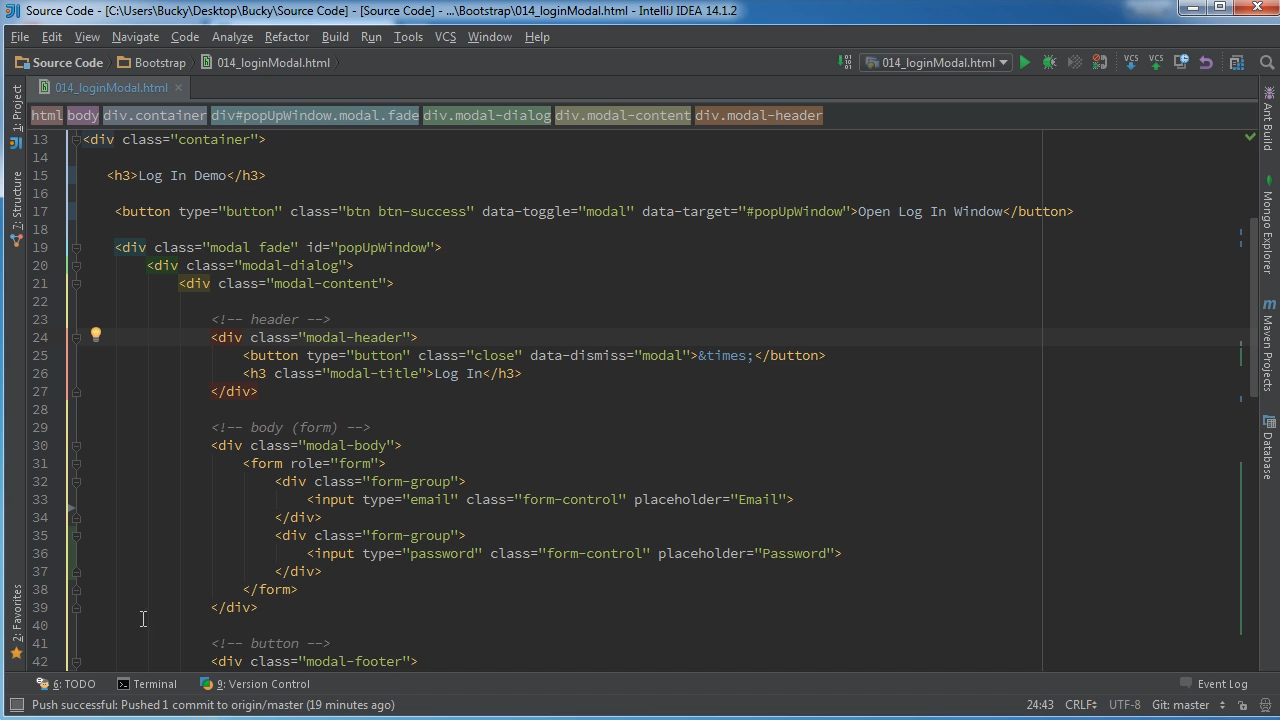 Source Code - [C:\Users\Bucky\Desktop\Bucky\Source Code] - [Source Code] - ...\Bootstrap\014_loginModal.html - IntelliJ IDEA 14.1.2
File Edit View Navigate Code Analyze Refactor Build Run Tools VCS Window Help
Source Code Bootstrap 014_loginModal.html 014_loginModal.html VCS VCS
014_loginModal.html
html body div.container div#popUpWindow.modal.fade div.modal-dialog div.modal-content div.modal-header
13 <div class="container">
14
15 <h3>Log In Demo</h3>
16
17 <button type="button" class="btn btn-success" data-toggle="modal" data-target="#popUpWindow">Open Log In Window</button>
18
19 <div class="modal fade" id="popUpWindow">
20 <div class="modal-dialog">
21 <div class="modal-content">
22
23 <!-- header -->
24 <div class="modal-header">
25 <button type="button" class="close" data-dismiss="modal">&times;</button>
26 <h3 class="modal-title">Log In</h3>
27 </div>
28
29 <!-- body (form) -->
30 <div class="modal-body">
31 <form role="form">
32 <div class="form-group">
33 <input type="email" class="form-control" placeholder="Email">
34 </div>
35 <div class="form-group">
36 <input type="password" class="form-control" placeholder="Password">
37 </div>
38 </form>
39 </div>
40
41 <!-- button -->
42 <div class="modal-footer">
1: Project
7: Structure
2: Favorites
Ant Build
Mongo Explorer
m
Maven Projects
Database
6: TODO Terminal 9: Version Control Event Log
Push successful: Pushed 1 commit to origin/master (19 minutes ago) 24:43 CRLF UTF-8 Git: master